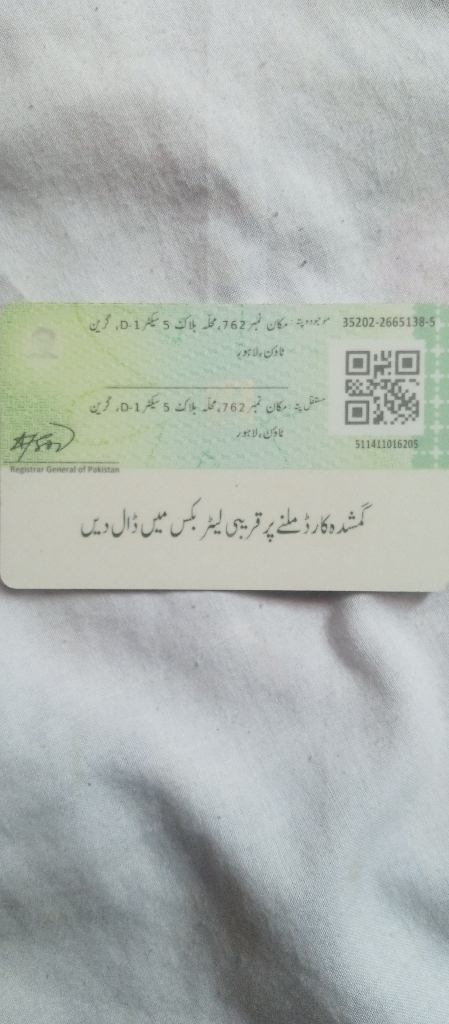 35202-2665138-5
موجودہ پتہ: مکان نمبر 762، محلّہ بلاک 5 سیکٹر D-1، گرین
ٹاؤن، لاہور
مستقل پتہ: مکان نمبر 762، محلّہ بلاک 5 سیکٹر D-1، گرین
ٹاؤن، لاہور
511411016205
Registrar General of Pakistan
گمشدہ کارڈ ملنے پر قریبی لیٹر بکس میں ڈال دیں